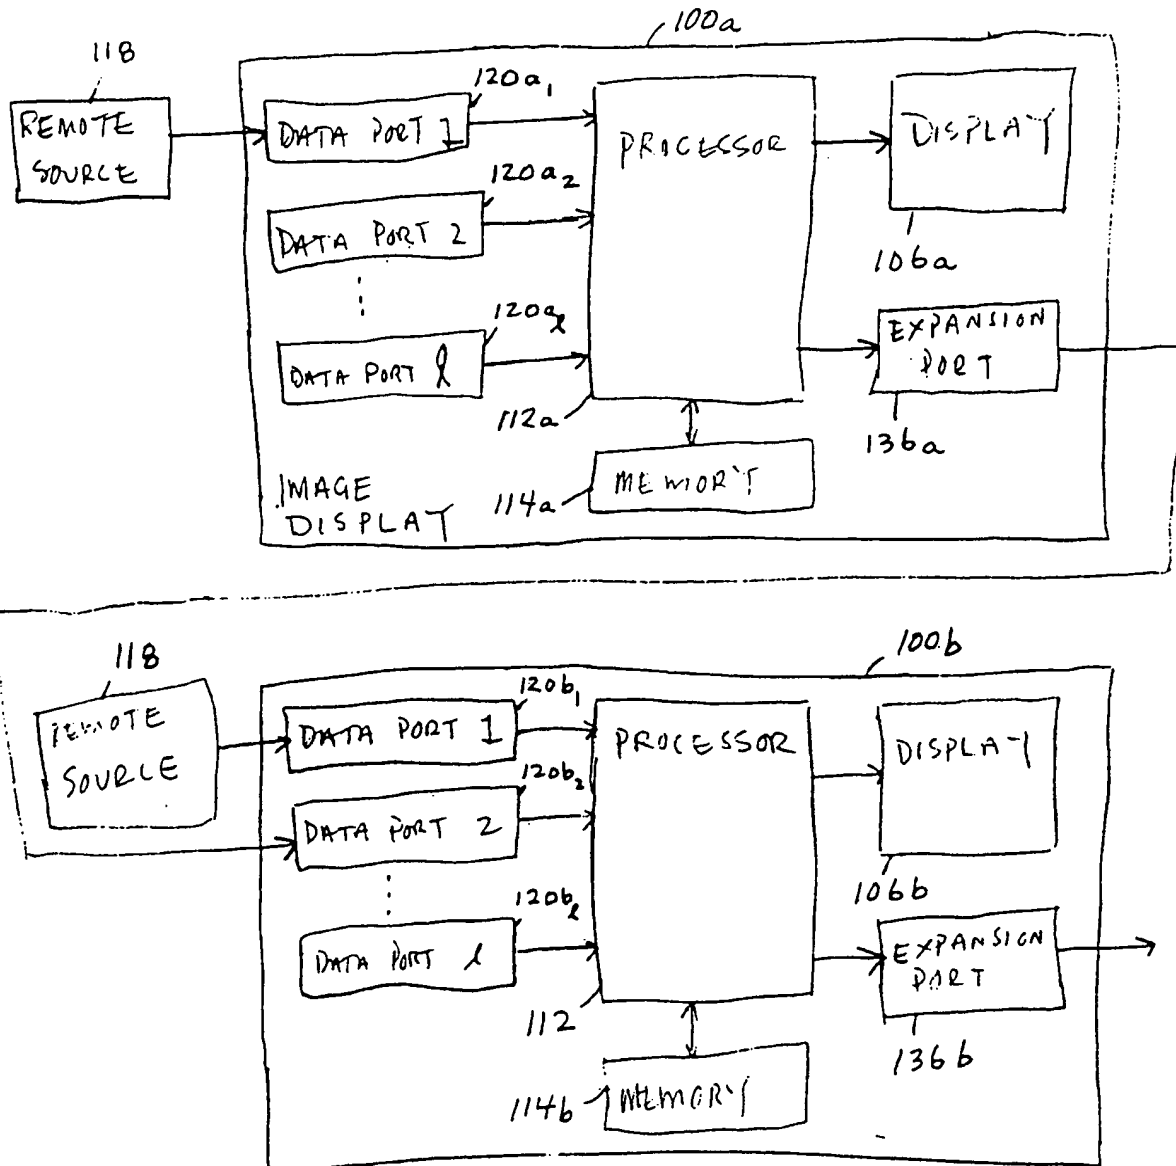 100a
118
REMOTE
SOURCE
120a1
DATA PORT 1
PROCESSOR
DISPLAY
120a2
DATA PORT 2
106a
120al
DATA PORT l
EXPANSION
PORT
112a
136a
MEMORY
114a
IMAGE
DISPLAY
118
100b
REMOTE
SOURCE
120b1
DATA PORT 1
PROCESSOR
DISPLAY
120b2
DATA PORT 2
106b
120bl
DATA PORT l
EXPANSION
PORT
112
136b
MEMORY
114b